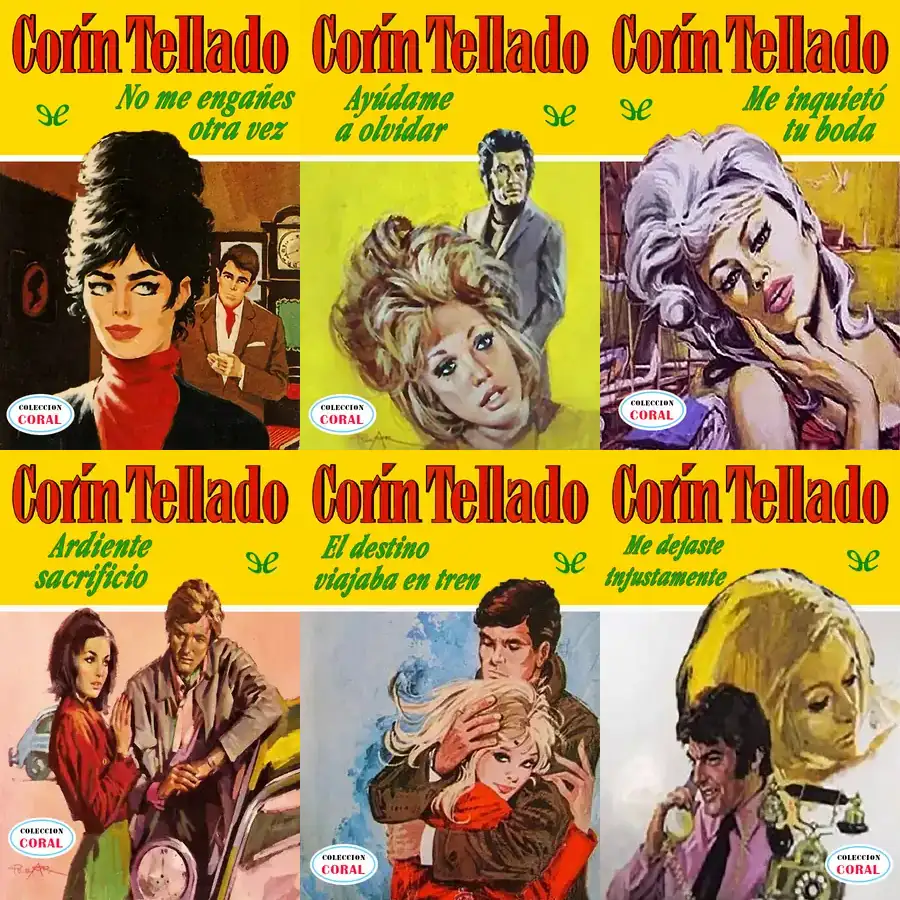 Corín Tellado
No me engañes
otra vez
COLECCION
CORAL
Corín Tellado
Ayúdame
a olvidar
COLECCION
CORAL
Corín Tellado
Me inquietó
tu boda
COLECCION
CORAL
Corín Tellado
Ardiente
sacrificio
COLECCION
CORAL
Corín Tellado
El destino
viajaba en tren
COLECCION
CORAL
Corín Tellado
Me dejaste
injustamente
COLECCION
CORAL